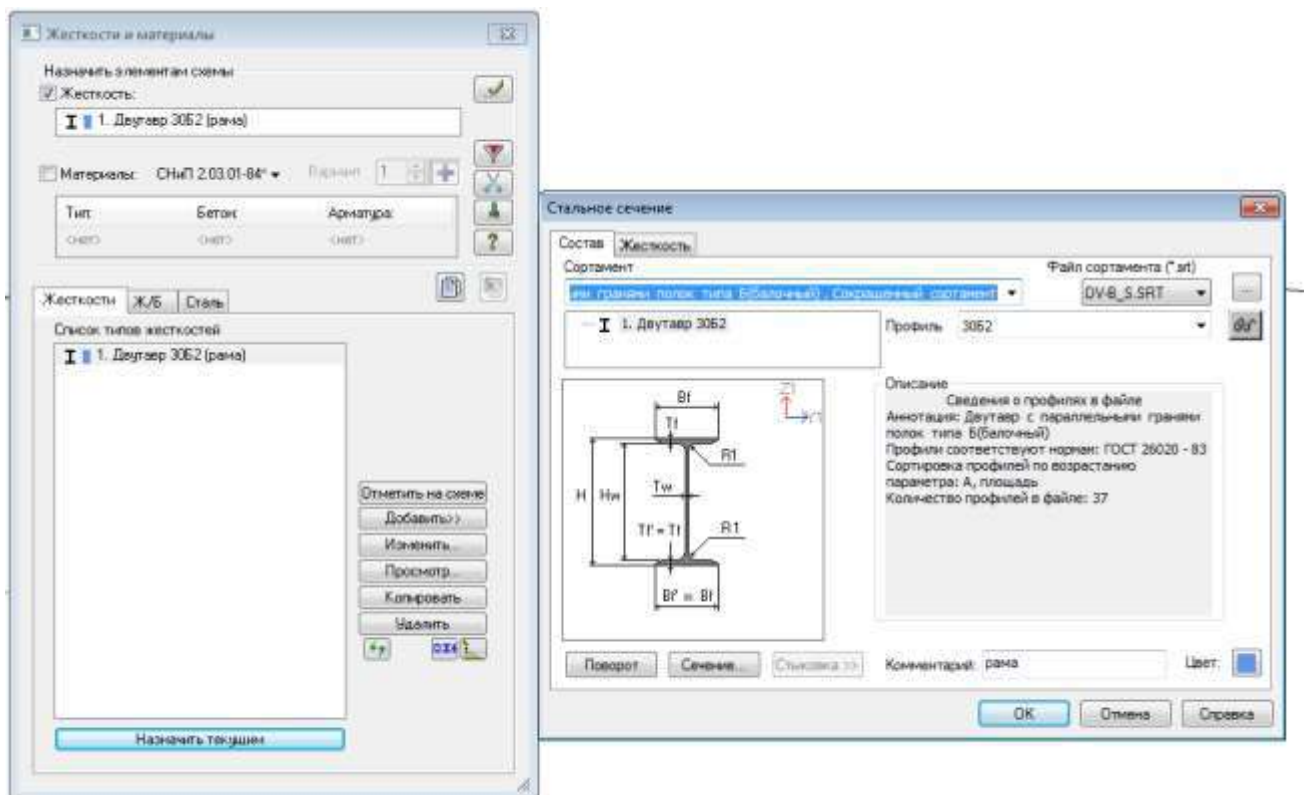 Жесткости и материалы
Назначить элементам схемы
Жесткость:
1. Двутавр 30Б2 (рама)
Материалы: СНиП 2.03.01-84* Вариант 1
Тип: Бетон: Арматура:
<нет> <нет> <нет>
?
Жесткости Ж/Б Сталь
Список типов жесткостей
1. Двутавр 30Б2 (рама)
Отметить на схеме
Добавить>>
Изменить...
Просмотр...
Копировать
Удалить
Назначить текущим
Стальное сечение
Состав Жесткость
Сортамент Файл сортамента (*.srt)
ми гранями полок типа Б(балочный) . Сокращенный сортамент DV-B_S.SRT ...
1. Двутавр 30Б2 Профиль 30Б2
Bf
Tf
R1
H Hw Tw
Tf' = Tf R1
Bf' = Bf
Z1
Y1
Описание
Сведения о профилях в файле
Аннотация: Двутавр с параллельными гранями
полок типа Б(балочный)
Профили соответствуют нормам: ГОСТ 26020 - 83
Сортировка профилей по возрастанию
параметра: A, площадь
Количество профилей в файле: 37
Поворот Сечение... Стыковка >> Комментарий: рама Цвет:
OK Отмена Справка